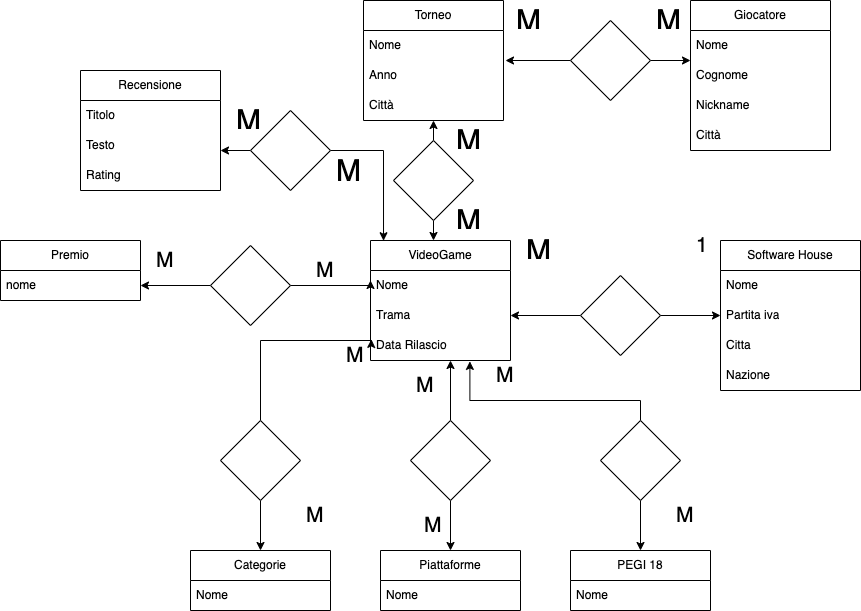 Torneo
Nome
Anno
Città
M
M
Giocatore
Nome
Cognome
Nickname
Città
Recensione
Titolo
Testo
Rating
M
M
M
M
Premio
nome
M
M
VideoGame
Nome
Trama
Data Rilascio
M
1
Software House
Nome
Partita iva
Citta
Nazione
M
M
M
M
M
M
Categorie
Nome
Piattaforme
Nome
PEGI 18
Nome